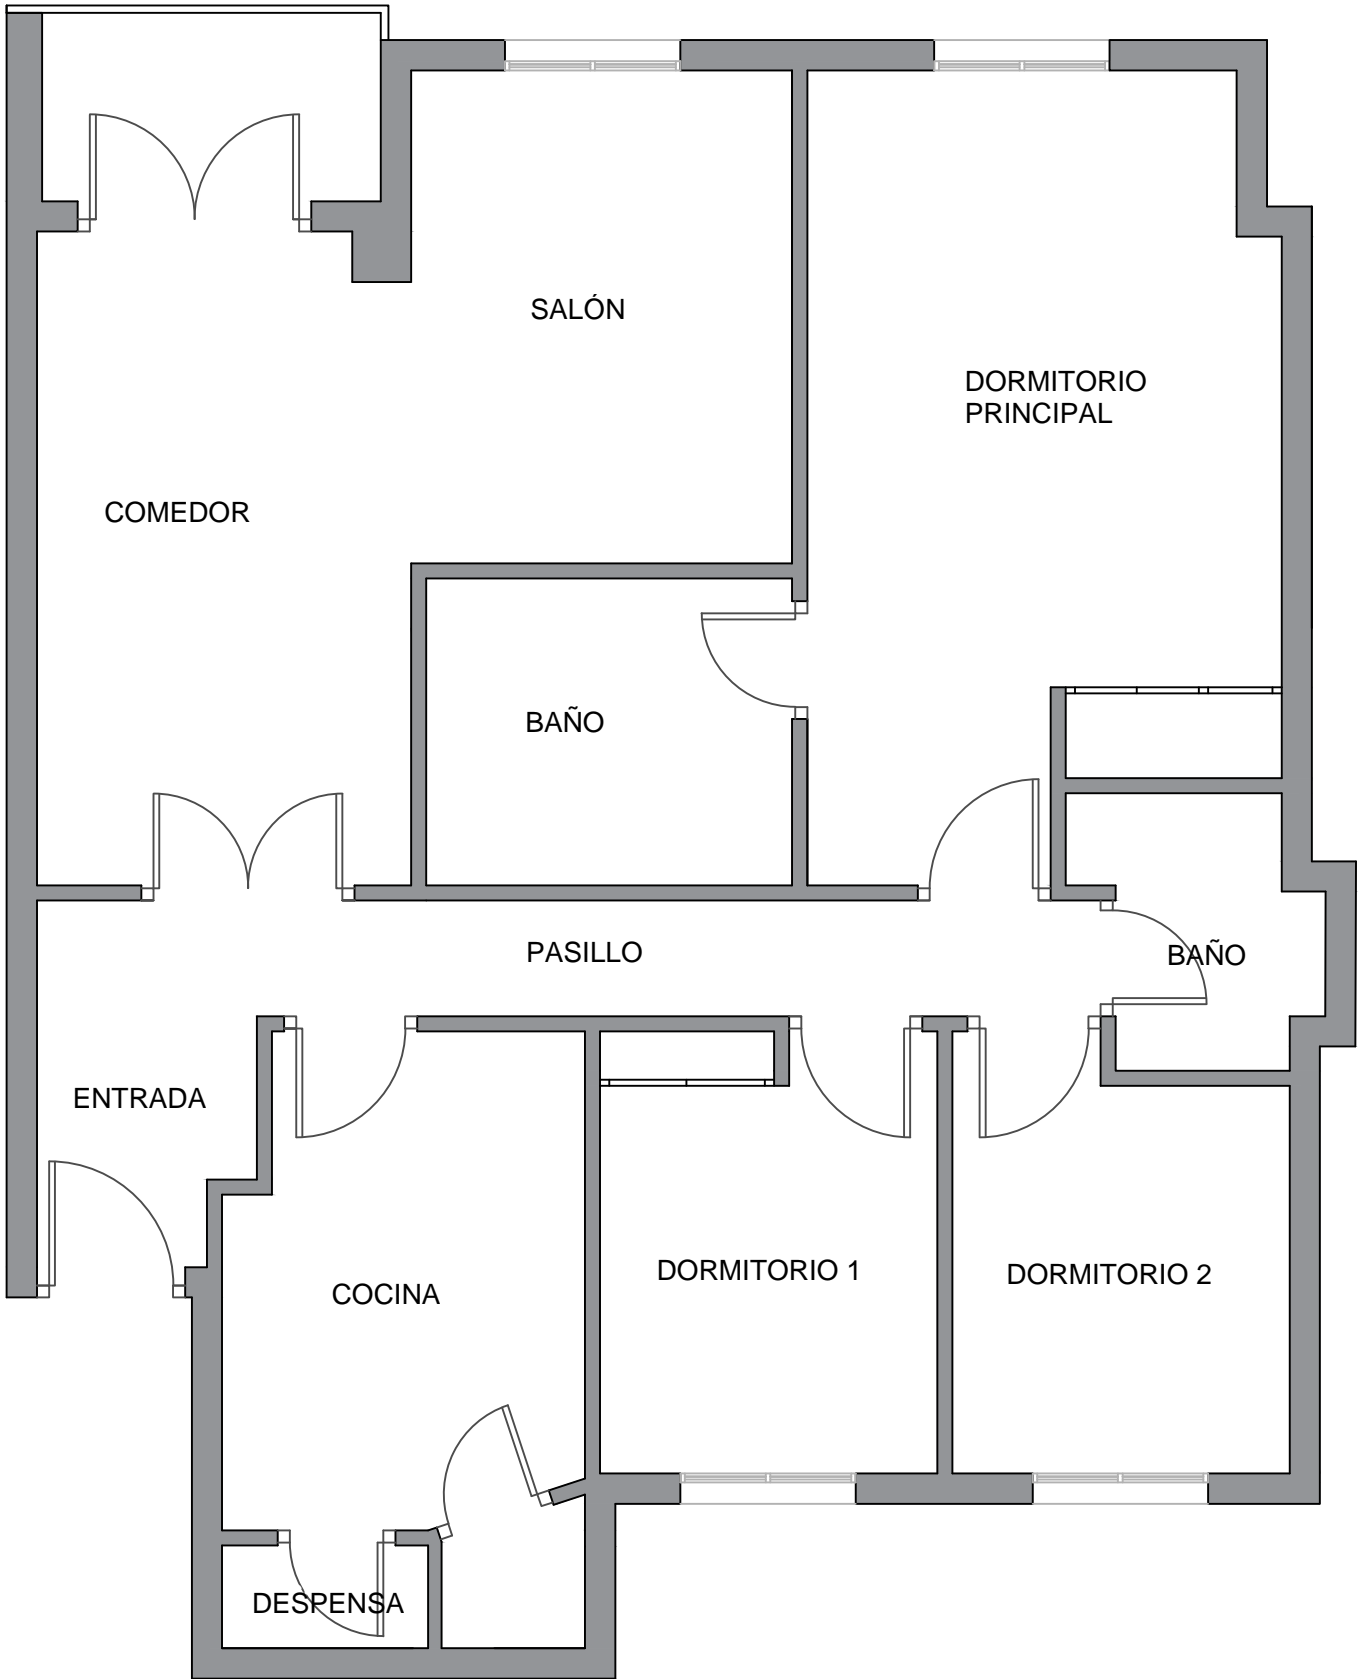 SALÓN
DORMITORIO
PRINCIPAL
COMEDOR
BAÑO
PASILLO
BAÑO
ENTRADA
COCINA
DORMITORIO 1
DORMITORIO 2
DESPENSA